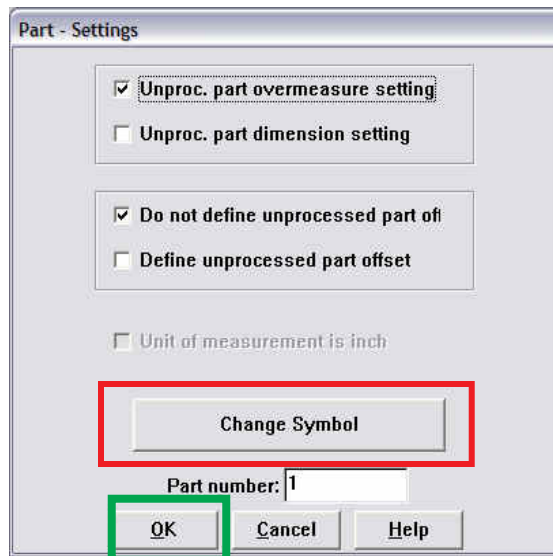 Part - Settings
Unproc. part overmeasure setting
Unproc. part dimension setting
Do not define unprocessed part of
Define unprocessed part offset
Unit of measurement is inch
Change Symbol
Part number: 1
OK Cancel Help